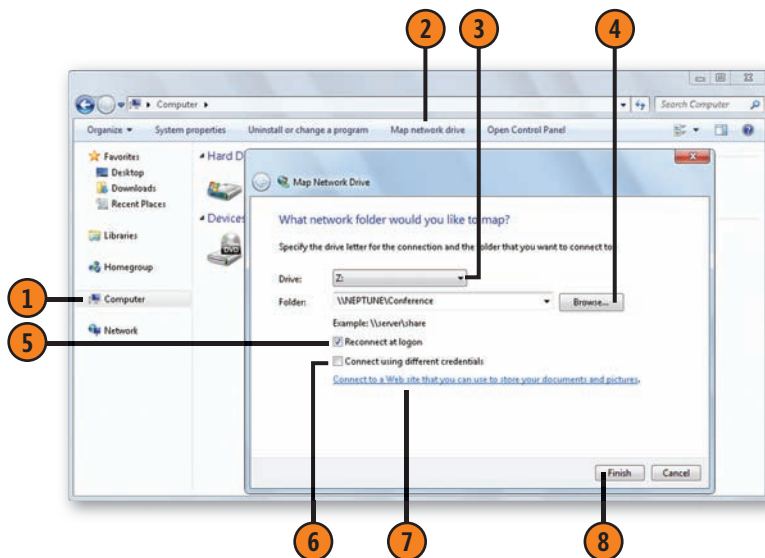 2
3
4
Computer
Search Computer
Organize
System properties
Uninstall or change a program
Map network drive
Open Control Panel
Favorites
Desktop
Downloads
Recent Places
Libraries
Homegroup
Computer
Network
Hard D
Devices
DVD
Map Network Drive
What network folder would you like to map?
Specify the drive letter for the connection and the folder that you want to connect to:
Drive: Z:
Folder: \\NEPTUNE\Conference Browse...
Example: \\server\share
Reconnect at logon
Connect using different credentials
Connect to a Web site that you can use to store your documents and pictures.
Finish Cancel
1
5
6
7
8